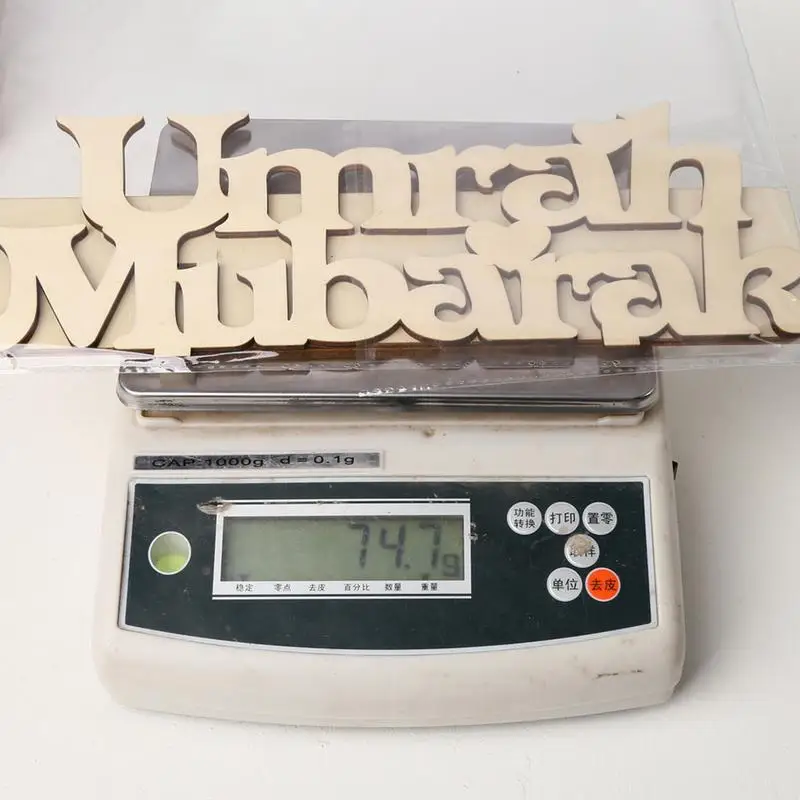 Umrah
Mubarak
CAP 1000g d=0.1g
74.7g
稳定 零点 去皮 百分比 数量 重量
功能
转换
打印
置零
单位
去皮